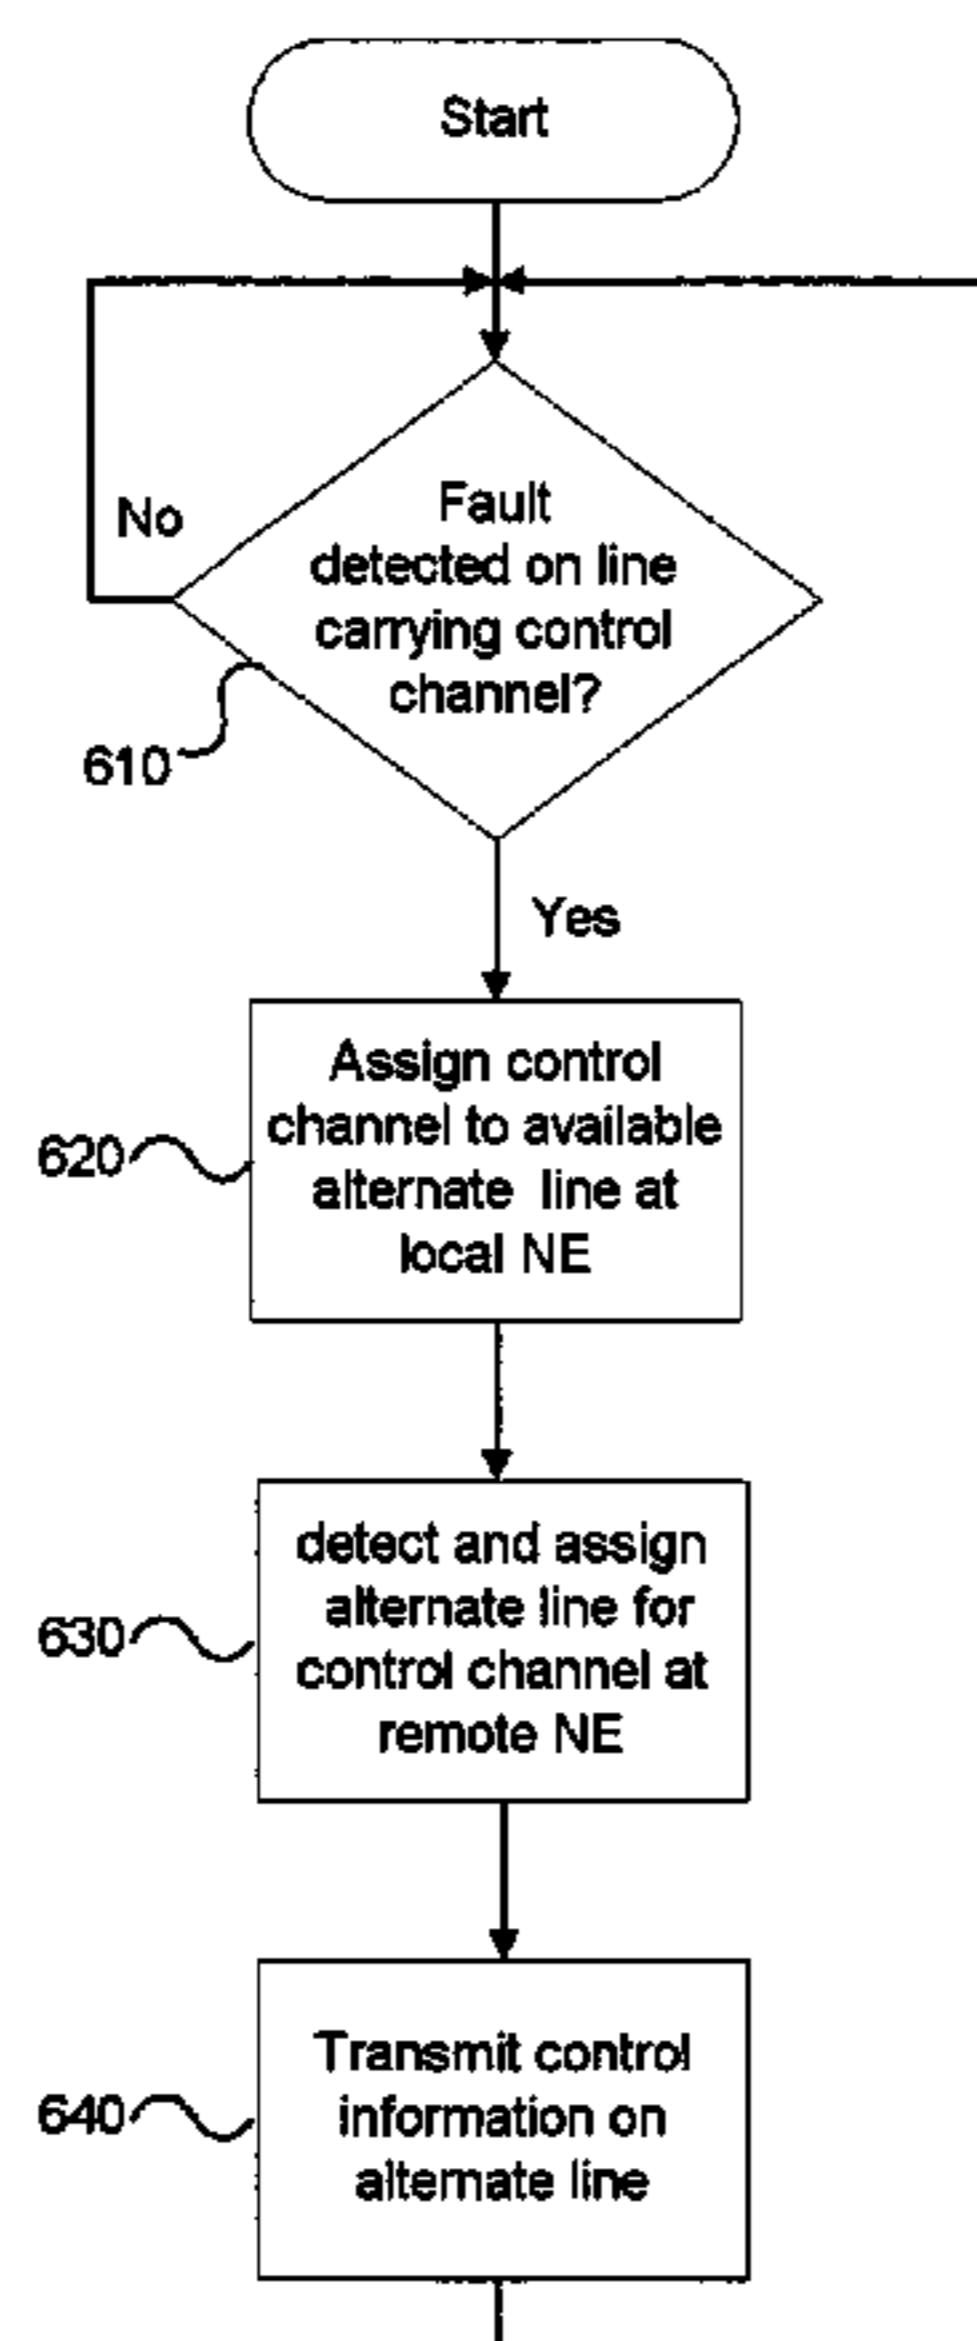 Start
No
Fault
detected on line
carrying control
channel?
610
Yes
Assign control
channel to available
alternate line at
local NE
620
detect and assign
alternate line for
control channel at
remote NE
630
Transmit control
information on
alternate line
640